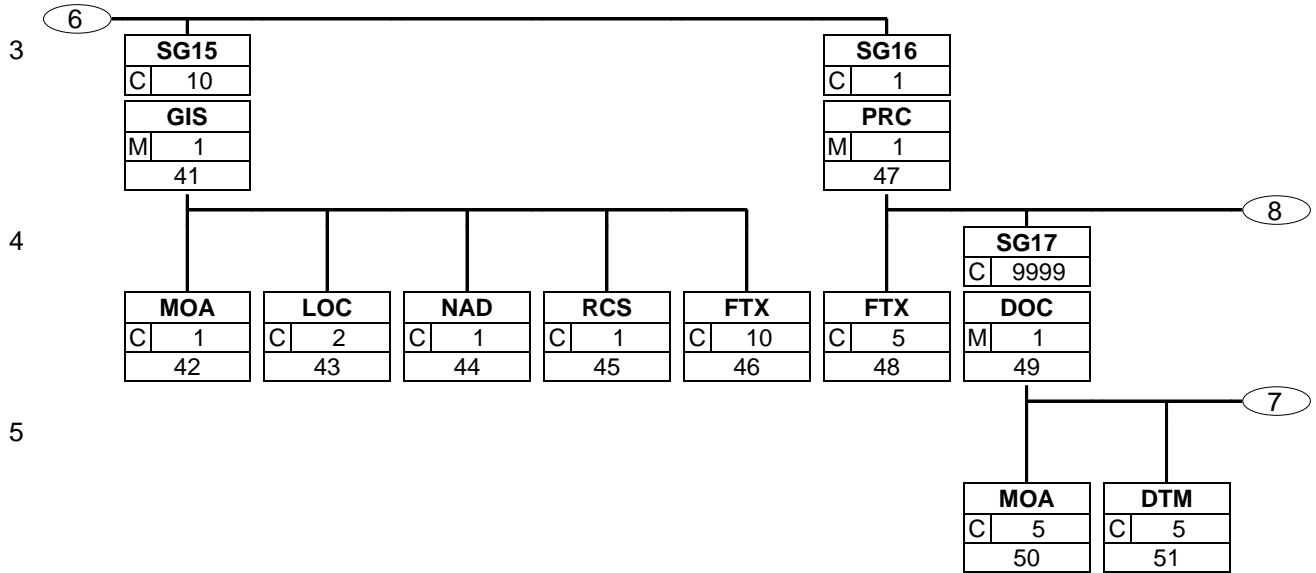 6
3 SG15 SG16
C 10 C 1
GIS PRC
M 1 M 1
41 47
8
4 SG17
C 9999
MOA LOC NAD RCS FTX FTX DOC
C 1 C 2 C 1 C 1 C 10 C 5 M 1
42 43 44 45 46 48 49
7
5
MOA DTM
C 5 C 5
50 51